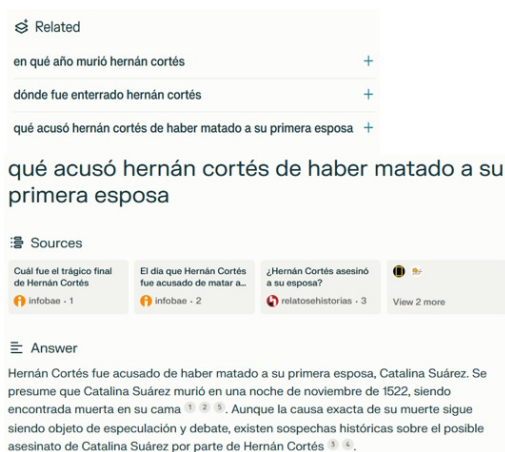 Related
en qué año murió hernán cortés
dónde fue enterrado hernán cortés
qué acusó hernán cortés de haber matado a su primera esposa
qué acusó hernán cortés de haber matado a su
primera esposa
Sources
Cuál fue el trágico final
de Hernán Cortés
infobae · 1
El día que Hernán Cortés
fue acusado de matar a...
infobae · 2
¿Hernán Cortés asesinó
a su esposa?
relatosehistorias · 3
View 2 more
Answer
Hernán Cortés fue acusado de haber matado a su primera esposa, Catalina Suárez. Se
presume que Catalina Suárez murió en una noche de noviembre de 1522, siendo
encontrada muerta en su cama 1 2 5. Aunque la causa exacta de su muerte sigue
siendo objeto de especulación y debate, existen sospechas históricas sobre el posible
asesinato de Catalina Suárez por parte de Hernán Cortés 3 4.